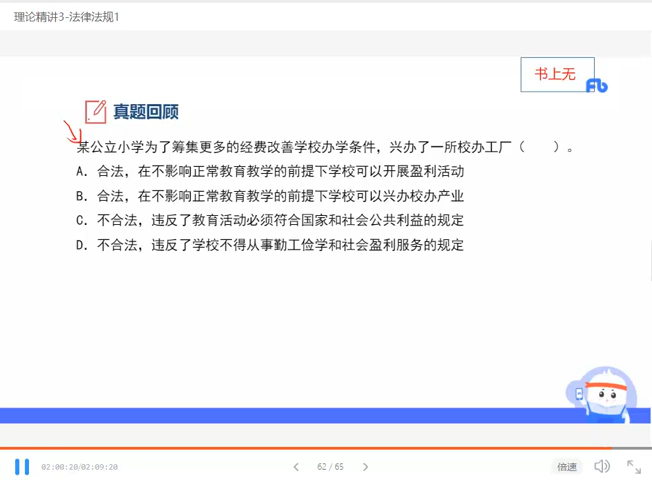 理论精讲3-法律法规1
书上无
真题回顾
某公立小学为了筹集更多的经费改善学校办学条件，兴办了一所校办工厂（　　）。
A．合法，在不影响正常教育教学的前提下学校可以开展盈利活动
B．合法，在不影响正常教育教学的前提下学校可以兴办校办产业
C．不合法，违反了教育活动必须符合国家和社会公共利益的规定
D．不合法，违反了学校不得从事勤工俭学和社会盈利服务的规定
02:00:20/02:09:20
62 / 65
倍速